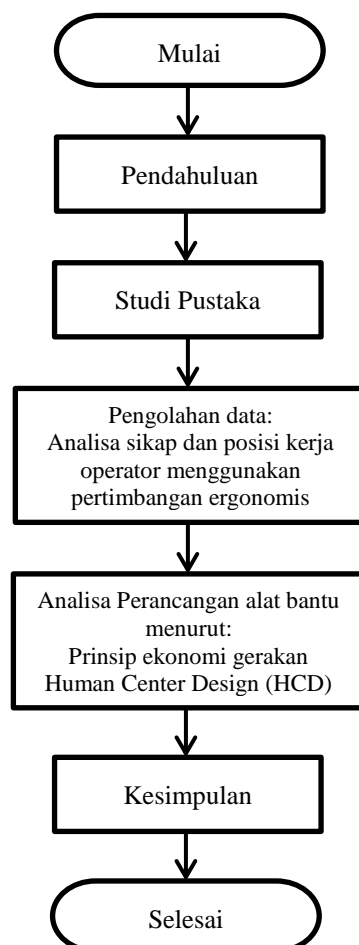 Mulai
Pendahuluan
Studi Pustaka
Pengolahan data:
Analisa sikap dan posisi kerja
operator menggunakan
pertimbangan ergonomis
Analisa Perancangan alat bantu
menurut:
Prinsip ekonomi gerakan
Human Center Design (HCD)
Kesimpulan
Selesai